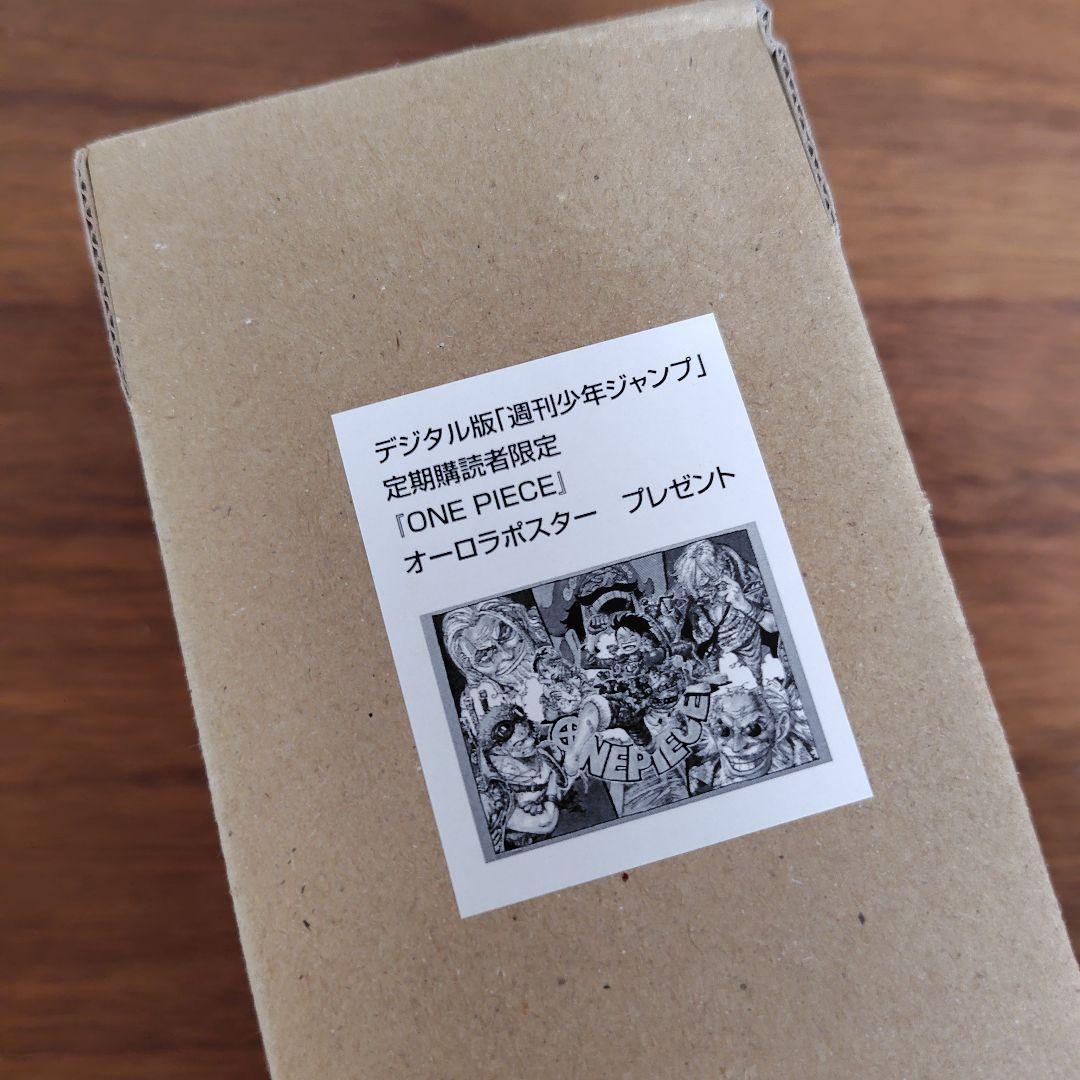 デジタル版「週刊少年ジャンプ」
定期購読者限定
『ONE PIECE』
オーロラポスター　プレゼント
ONE PIECE